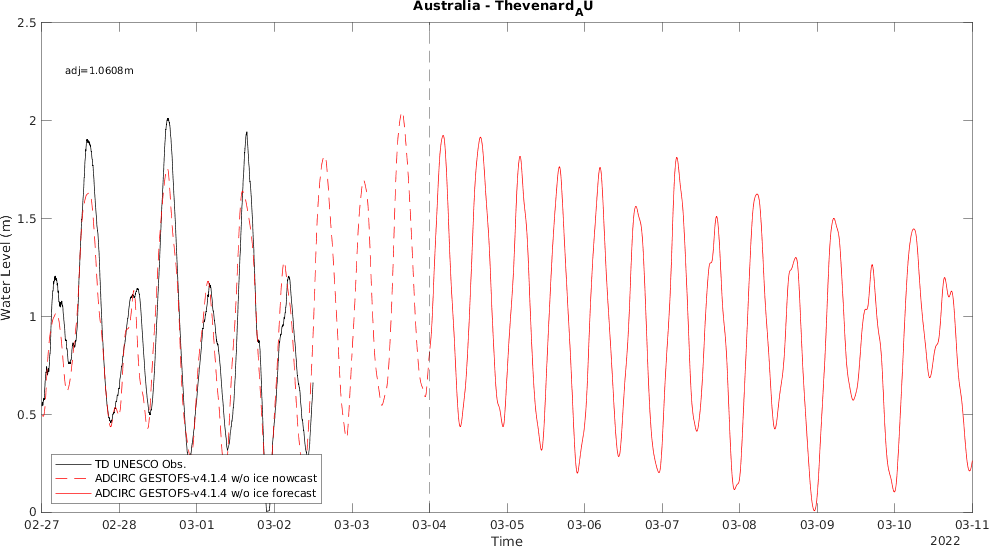 Australia - Thevenard_AU
2.5
adj=1.0608m
2
1.5
Water Level (m)
1
0.5
TD UNESCO Obs.
ADCIRC GESTOFS-v4.1.4 w/o ice nowcast
ADCIRC GESTOFS-v4.1.4 w/o ice forecast
0
02-27 02-28 03-01 03-02 03-03 03-04 03-05 03-06 03-07 03-08 03-09 03-10 03-11
Time
2022